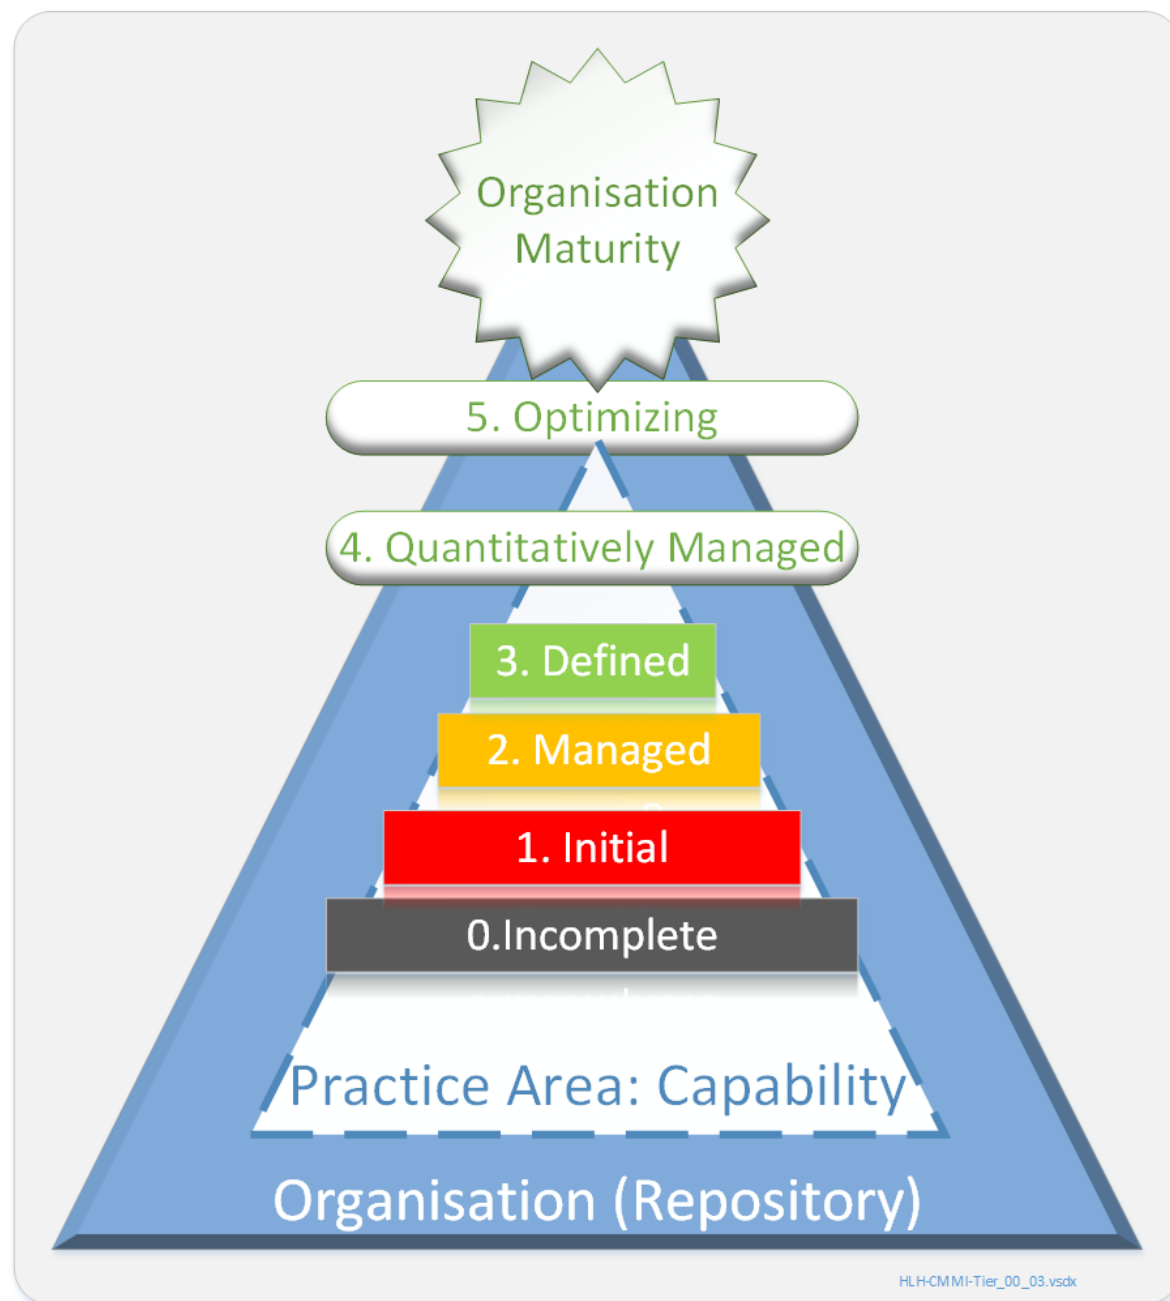 Organisation
Maturity
5. Optimizing
4. Quantitatively Managed
3. Defined
2. Managed
1. Initial
0.Incomplete
Practice Area: Capability
Organisation (Repository)
HLH-CMMI-Tier_00_03.vsdx